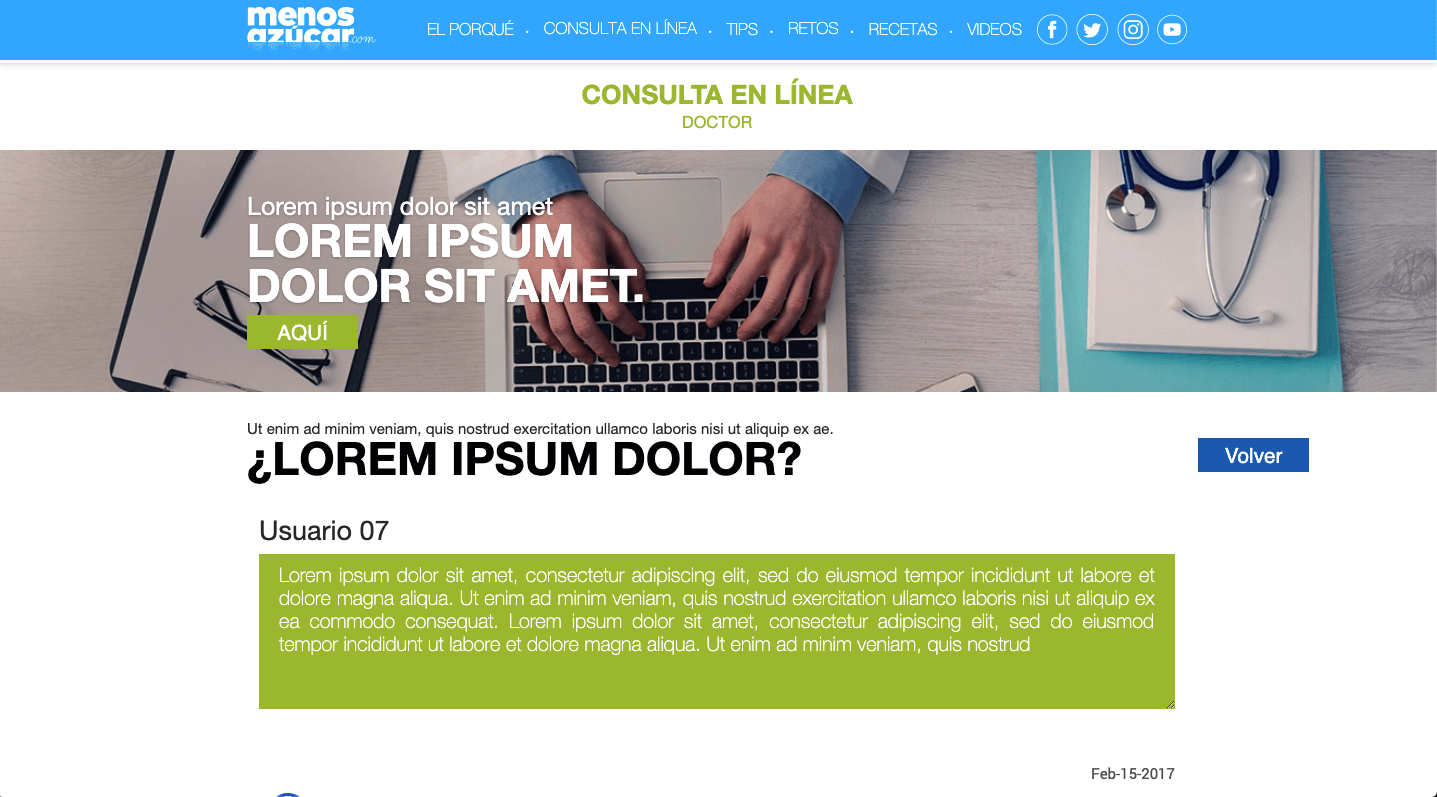 menos
azúcar.com
EL PORQUÉ · CONSULTA EN LÍNEA · TIPS · RETOS · RECETAS · VIDEOS
CONSULTA EN LÍNEA
DOCTOR
Lorem ipsum dolor sit amet
LOREM IPSUM
DOLOR SIT AMET.
AQUÍ
Ut enim ad minim veniam, quis nostrud exercitation ullamco laboris nisi ut aliquip ex ae.
¿LOREM IPSUM DOLOR?
Volver
Usuario 07
Lorem ipsum dolor sit amet, consectetur adipiscing elit, sed do eiusmod tempor incididunt ut labore et
dolore magna aliqua. Ut enim ad minim veniam, quis nostrud exercitation ullamco laboris nisi ut aliquip ex
ea commodo consequat. Lorem ipsum dolor sit amet, consectetur adipiscing elit, sed do eiusmod
tempor incididunt ut labore et dolore magna aliqua. Ut enim ad minim veniam, quis nostrud
Feb-15-2017